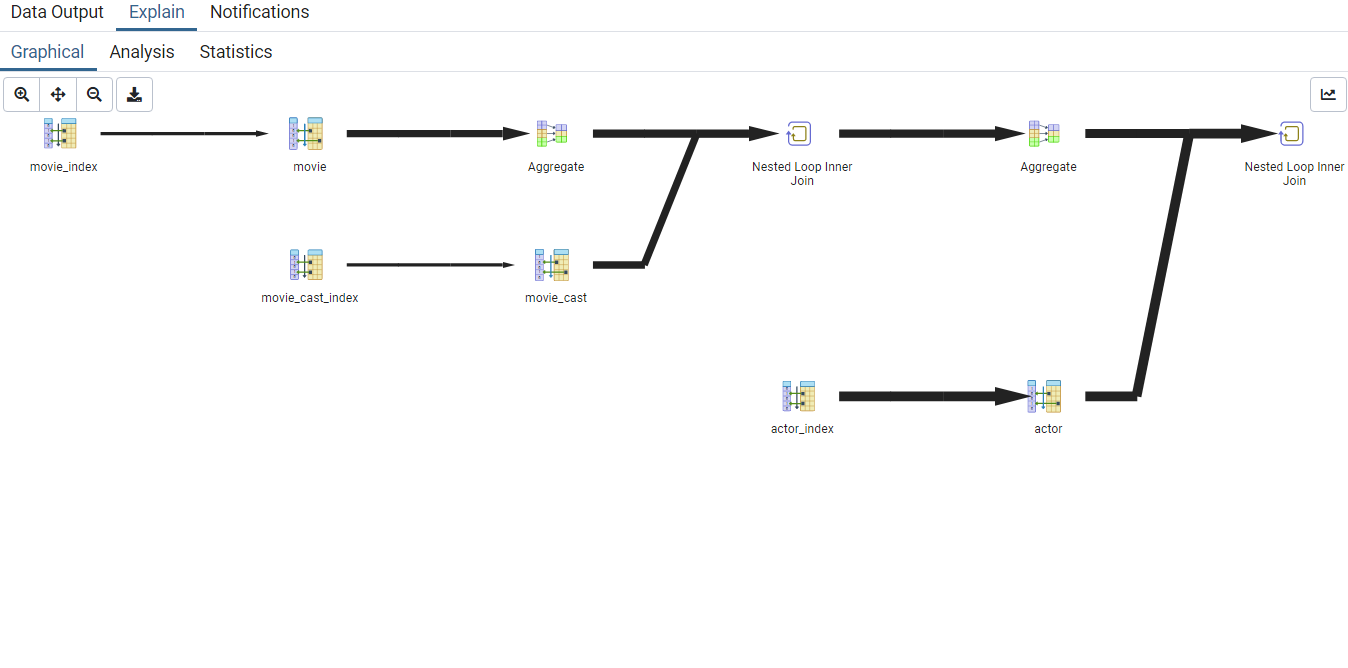 Data Output Explain Notifications
Graphical Analysis Statistics
movie_index
movie
Aggregate
Nested Loop Inner
Join
Aggregate
Nested Loop Inner
Join
movie_cast_index
movie_cast
actor_index
actor